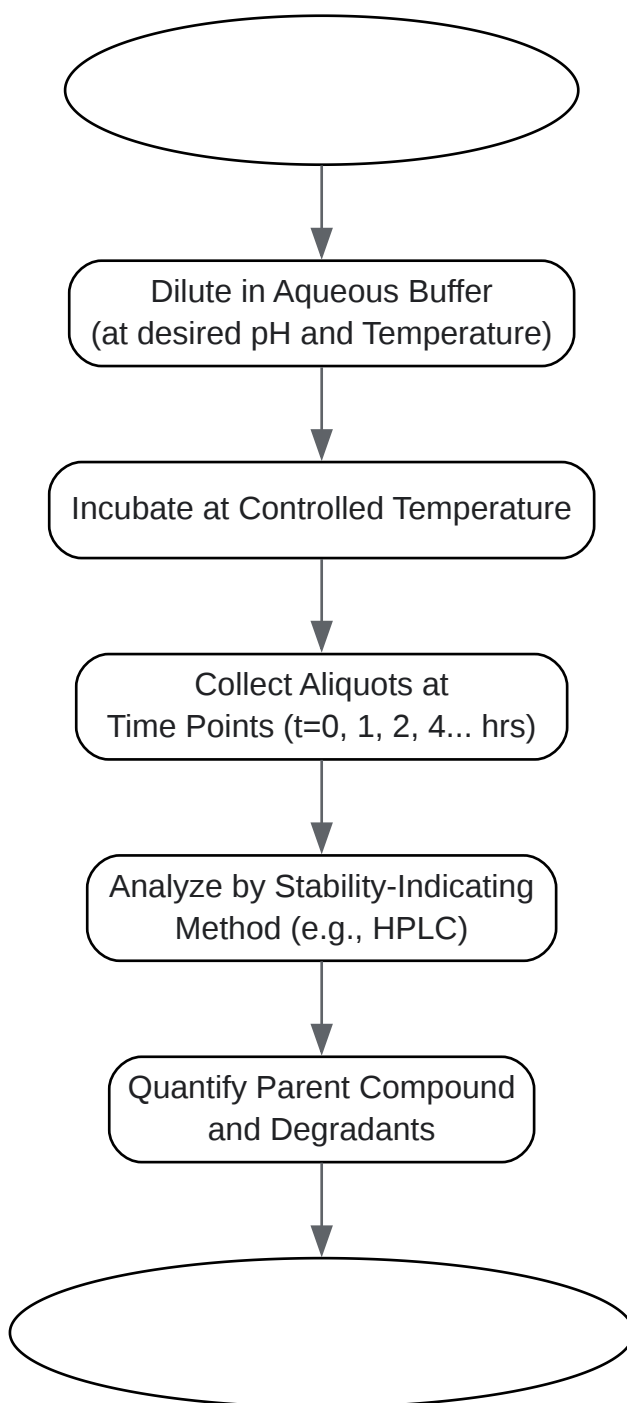 Dilute in Aqueous Buffer
(at desired pH and Temperature)
Incubate at Controlled Temperature
Collect Aliquots at
Time Points (t=0, 1, 2, 4... hrs)
Analyze by Stability-Indicating
Method (e.g., HPLC)
Quantify Parent Compound
and Degradants